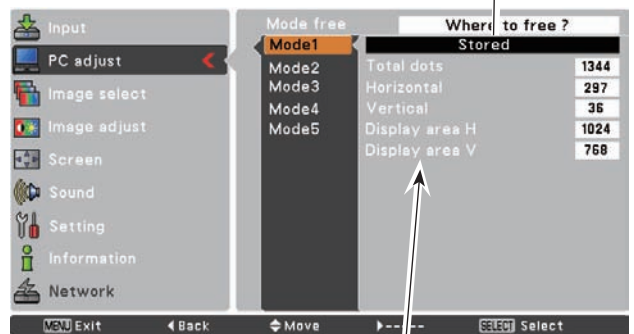 Input
PC adjust
Image select
Image adjust
Screen
Sound
Setting
Information
Network
Mode free
Where to free ?
Mode1
Mode2
Mode3
Mode4
Mode5
Stored
Total dots 1344
Horizontal 297
Vertical 36
Display area H 1024
Display area V 768
MENU Exit ◀Back ◆Move ▶----- SELECT Select